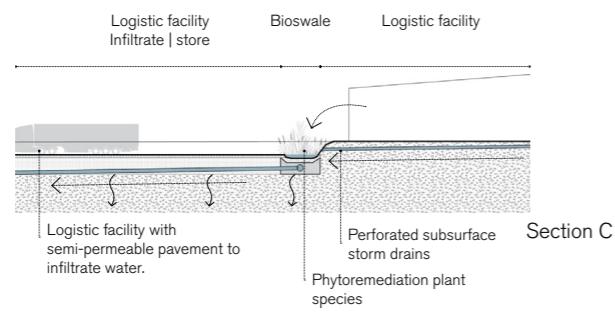 Logistic facility
Infiltrate | store
Bioswale
Logistic facility
Logistic facility with
semi-permeable pavement to
infiltrate water.
Perforated subsurface
storm drains
Phytoremediation plant
species
Section C